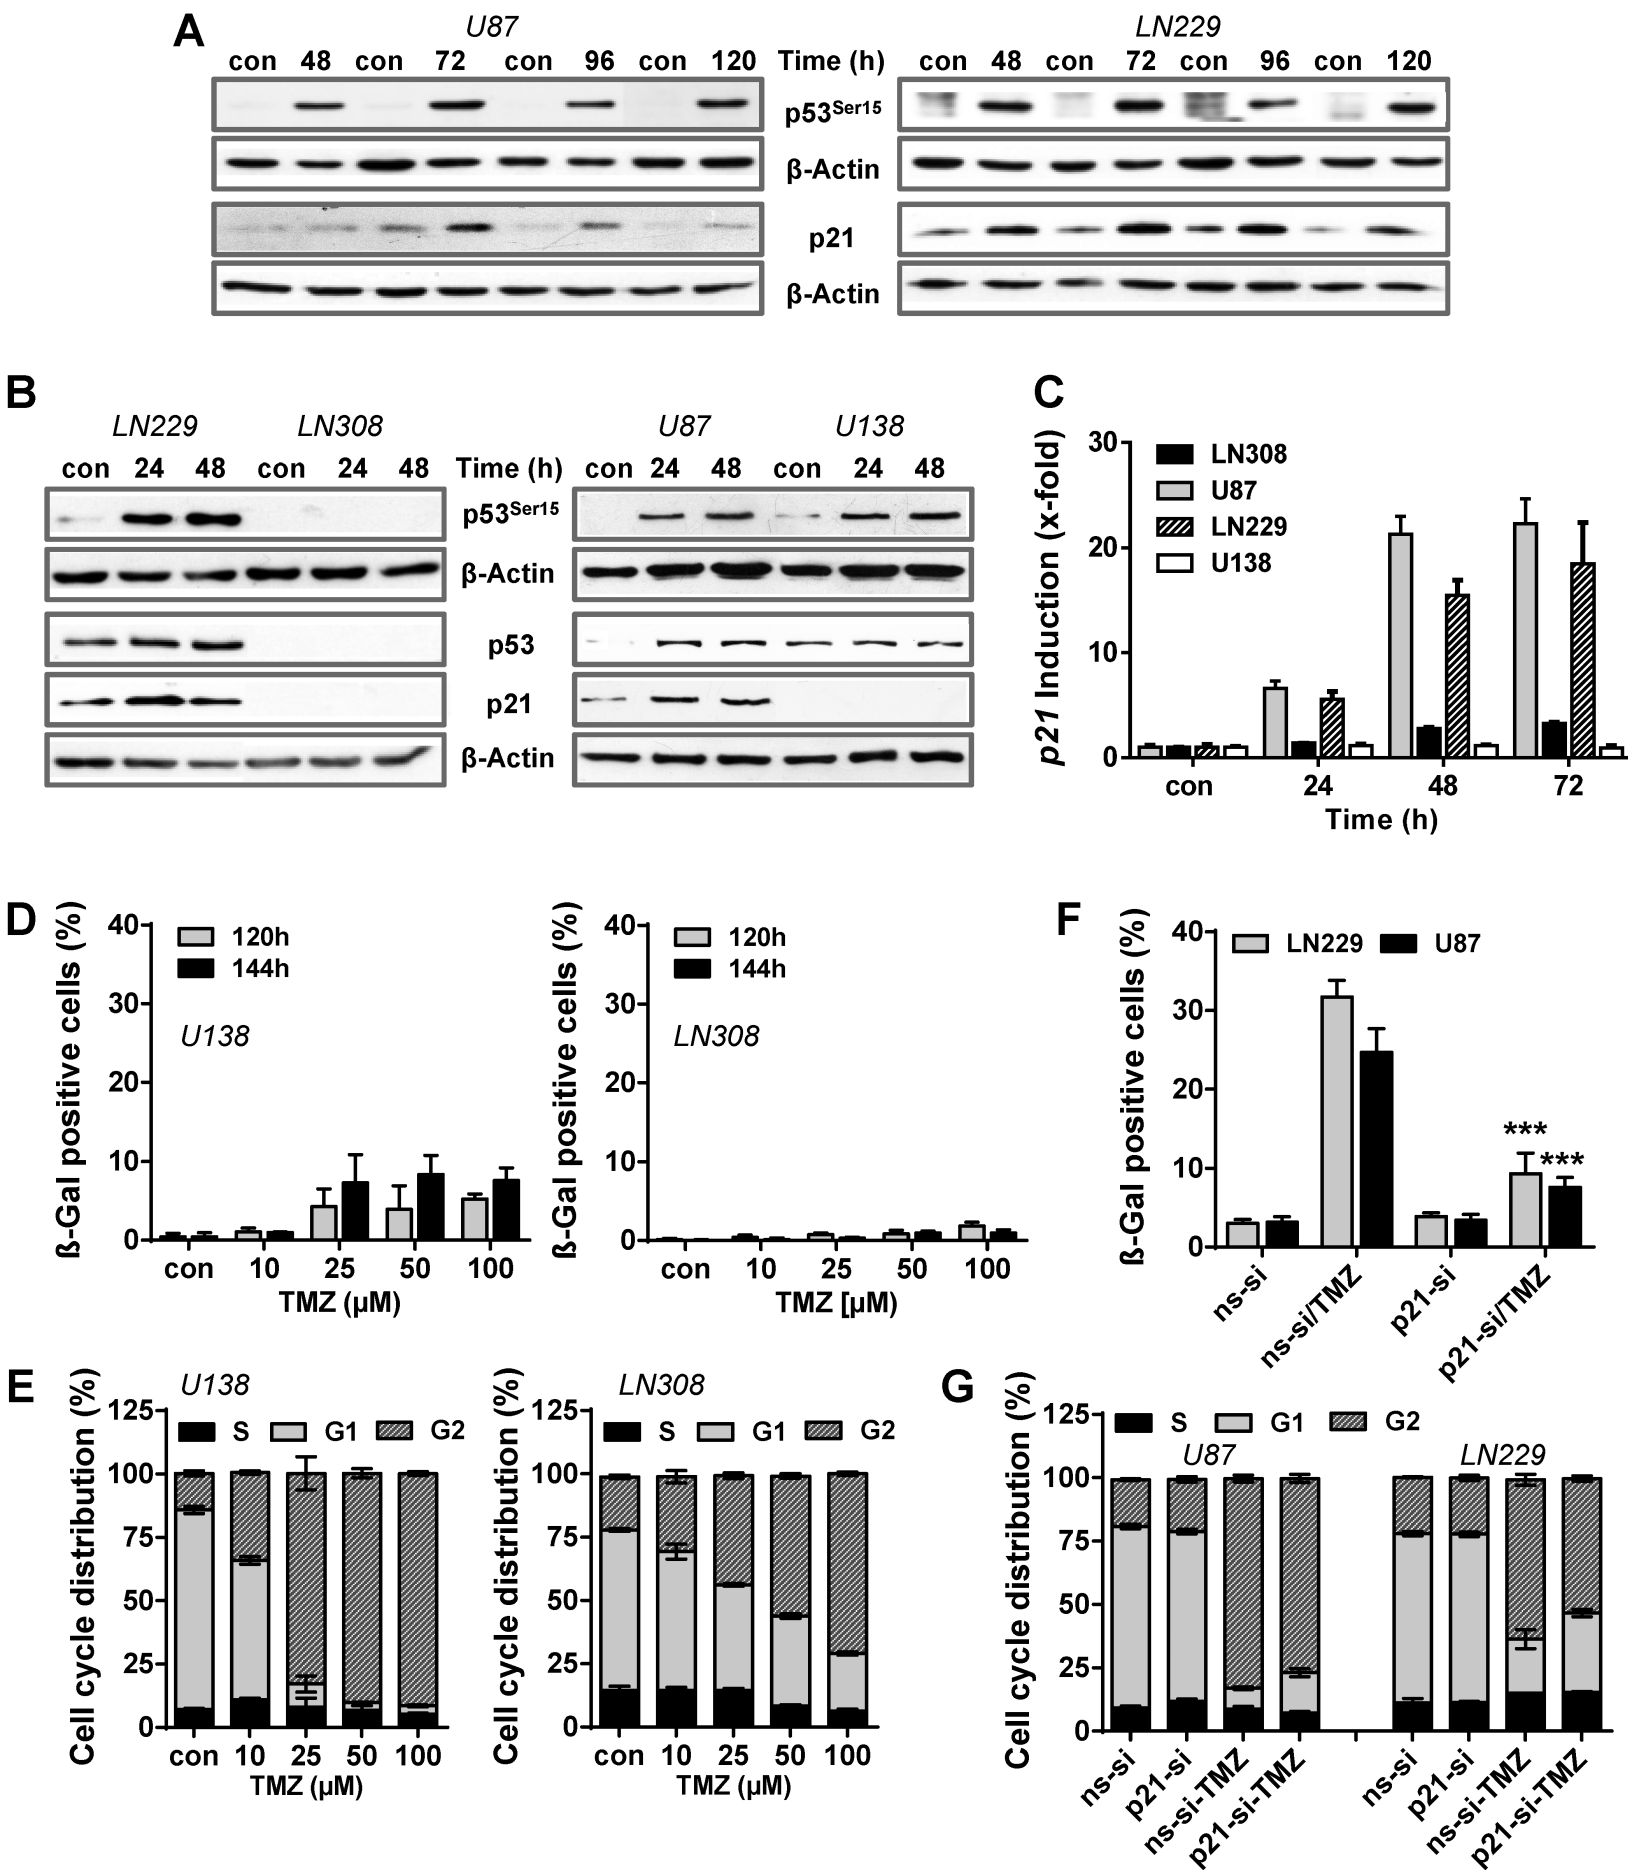 A
U87
LN229
con 48 con 72 con 96 con 120 Time (h) con 48 con 72 con 96 con 120
p53Ser15
β-Actin
p21
β-Actin
B
LN229 LN308 U87 U138
con 24 48 con 24 48 Time (h) con 24 48 con 24 48
p53Ser15
β-Actin
p53
p21
β-Actin
C
p21 Induction (x-fold)
30
20
10
0
LN308
U87
LN229
U138
con 24 48 72
Time (h)
D
ß-Gal positive cells (%)
40
30
20
10
0
120h
144h
U138
con 10 25 50 100
TMZ (µM)
ß-Gal positive cells (%)
40
30
20
10
0
120h
144h
LN308
con 10 25 50 100
TMZ [µM)
F
ß-Gal positive cells (%)
40
30
20
10
0
LN229 U87
***
***
ns-si
ns-si/TMZ
p21-si
p21-si/TMZ
E
U138
Cell cycle distribution (%)
125
100
75
50
25
0
S G1 G2
con 10 25 50 100
TMZ (µM)
LN308
Cell cycle distribution (%)
125
100
75
50
25
0
S G1 G2
con 10 25 50 100
TMZ (µM)
G
Cell cycle distribution (%)
125
100
75
50
25
0
S G1 G2
U87 LN229
ns-si
p21-si
ns-si-TMZ
p21-si-TMZ
ns-si
p21-si
ns-si-TMZ
p21-si-TMZ